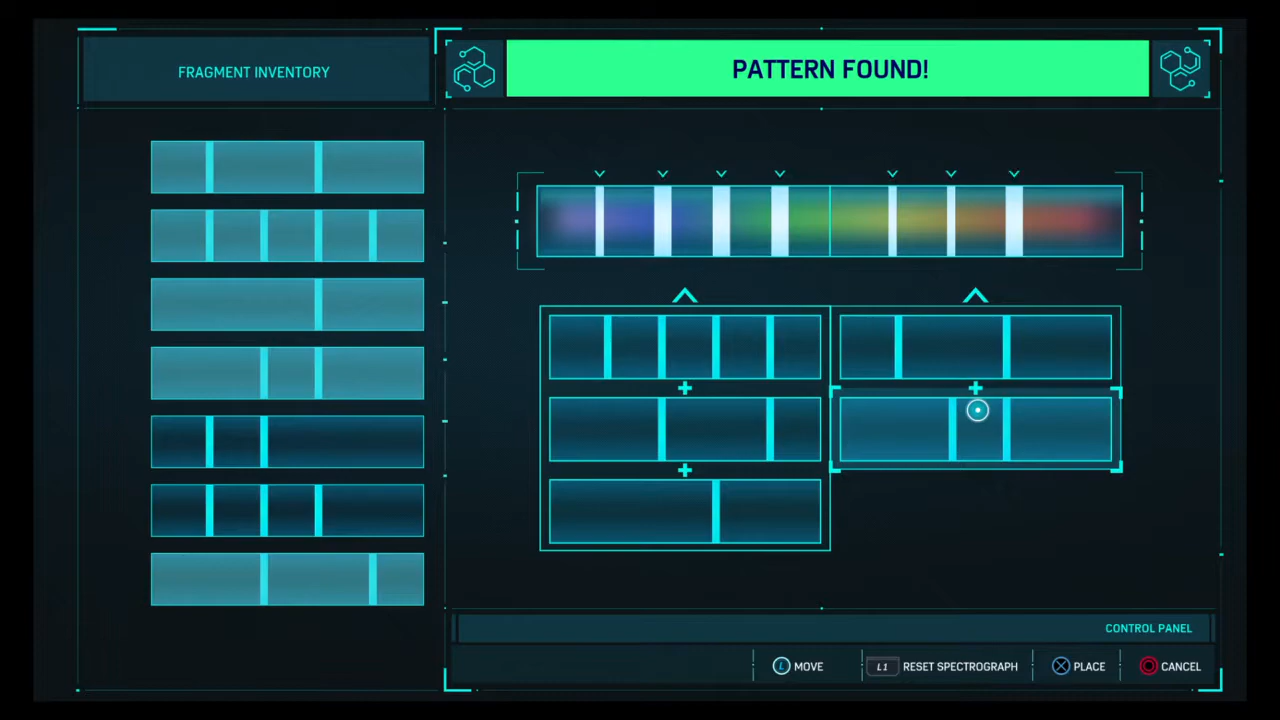 FRAGMENT INVENTORY
PATTERN FOUND!
CONTROL PANEL
L MOVE
L1 RESET SPECTROGRAPH
PLACE
CANCEL